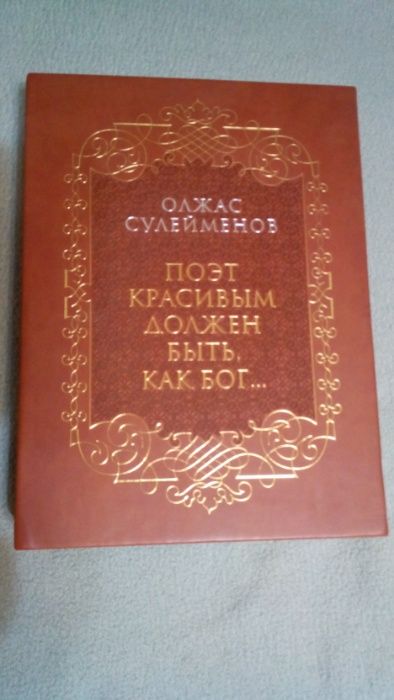 ОЛЖАС
СУЛЕЙМЕНОВ
ПОЭТ
КРАСИВЫМ
ДОЛЖЕН
БЫТЬ,
КАК БОГ...